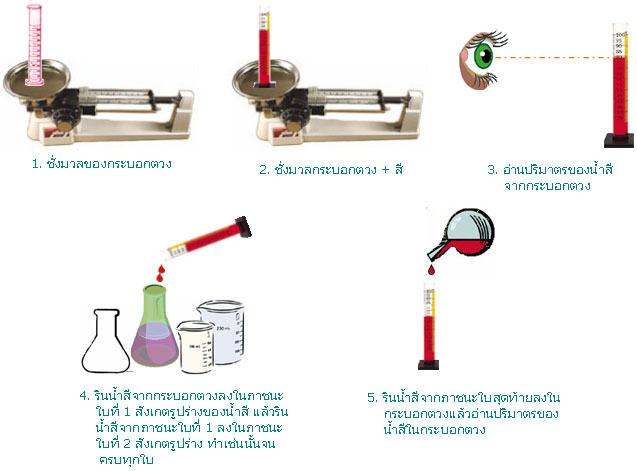 1. ชั่งมวลของกระบอกตวง
2. ชั่งมวลกระบอกตวง + สี
3. อ่านปริมาตรของน้ำสี
จากกระบอกตวง
4. รินน้ำสีจากกระบอกตวงลงในภาชนะ
ใบที่ 1 สังเกตรูปร่างของน้ำสี แล้วริน
น้ำสีจากภาชนะใบที่ 1 ลงในภาชนะ
ใบที่ 2 สังเกตรูปร่าง ทำเช่นนั้นจน
ครบทุกใบ
5. รินน้ำสีจากภาชนะใบสุดท้ายลงใน
กระบอกตวงแล้วอ่านปริมาตรของ
น้ำสีในกระบอกตวง